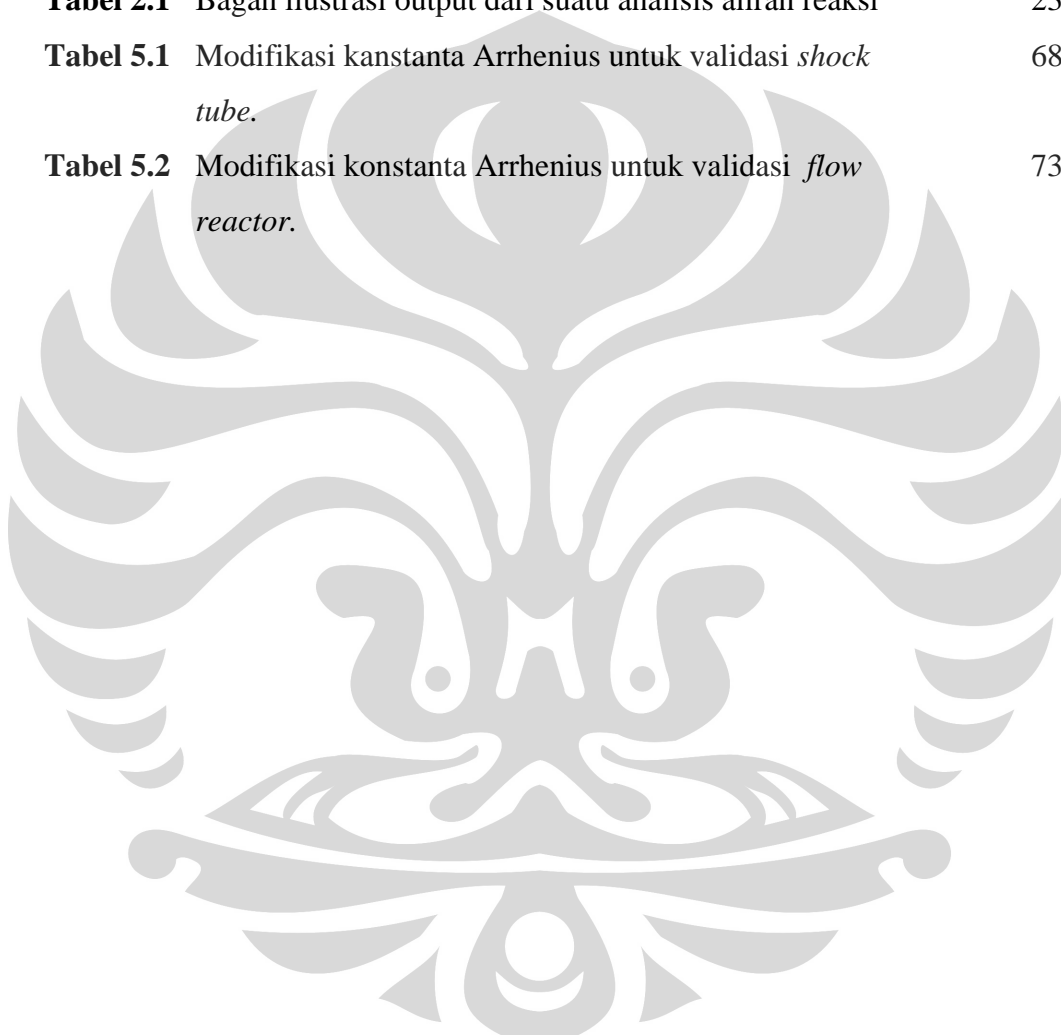 Tabel 2.1 Bagan ilustrasi output dari suatu analisis aliran reaksi 25
Tabel 5.1 Modifikasi kanstanta Arrhenius untuk validasi shock 68
tube.
Tabel 5.2 Modifikasi konstanta Arrhenius untuk validasi flow 73
reactor.